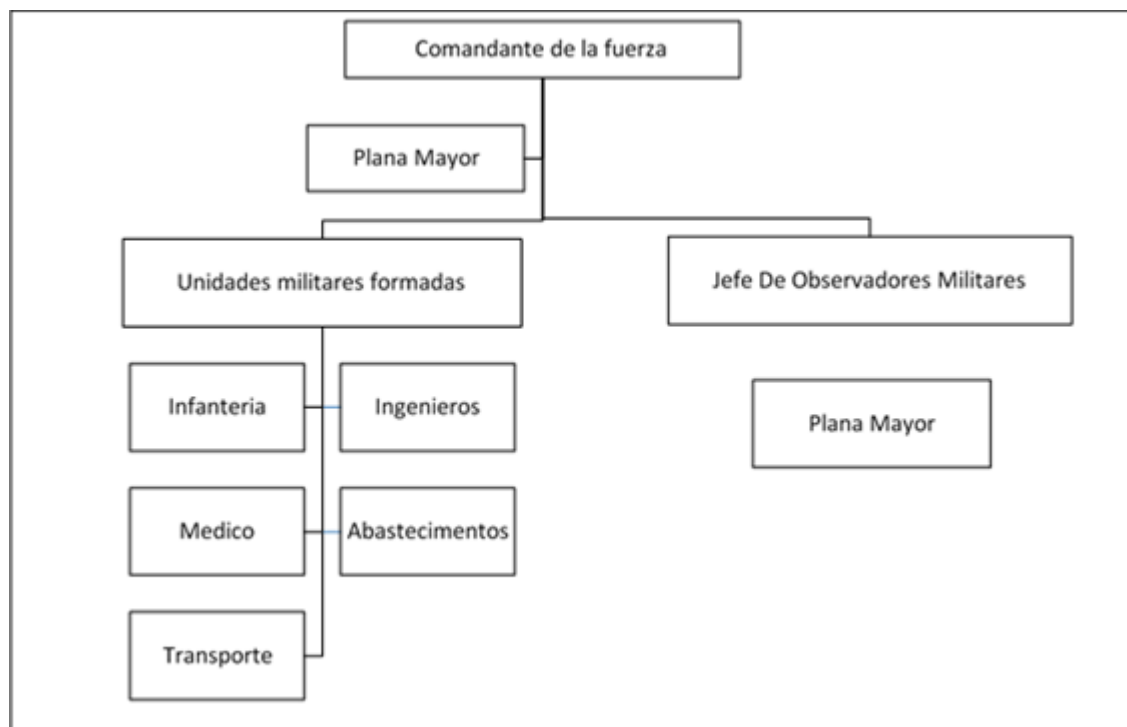 Comandante de la fuerza
Plana Mayor
Unidades militares formadas
Jefe De Observadores Militares
Infanteria
Ingenieros
Plana Mayor
Medico
Abastecimentos
Transporte